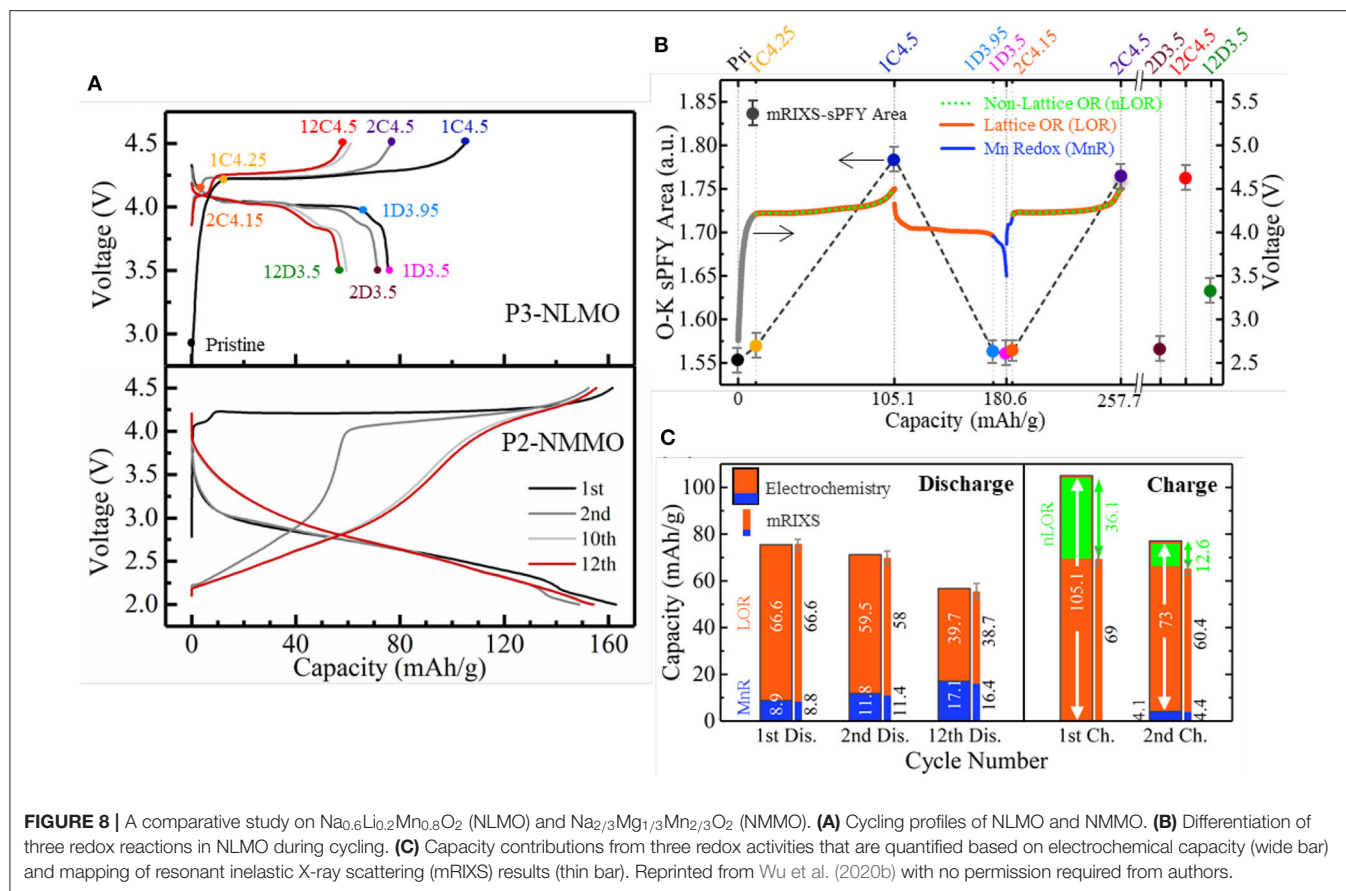 A
4.5
4.0
3.5
3.0
Voltage (V)
12C4.5
2C4.5
1C4.5
1C4.25
2C4.15
1D3.95
12D3.5
2D3.5
1D3.5
Pristine
P3-NLMO
4.5
4.0
3.5
3.0
2.5
2.0
Voltage (V)
P2-NMMO
1st
2nd
10th
12th
0 40 80 120 160
Capacity (mAh/g)
B
Pri
1C4.25
1C4.5
1D3.95
1D3.5
2C4.15
2C4.5
2D3.5
12C4.5
12D3.5
O-K sPFY Area (a.u.)
1.85
1.80
1.75
1.70
1.65
1.60
1.55
mRIXS-sPFY Area
Non-Lattice OR (nLOR)
Lattice OR (LOR)
Mn Redox (MnR)
5.5
5.0
4.5
4.0
3.5
3.0
2.5
Voltage (V)
0 105.1 180.6 257.7
Capacity (mAh/g)
C
Capacity (mAh/g)
100
80
60
40
20
0
Electrochemistry
mRIXS
Discharge
Charge
LOR
MnR
66.6
66.6
8.9
8.8
59.5
58
11.8
11.4
39.7
38.7
17.1
16.4
nLOR
105.1
36.1
69
73
12.6
60.4
4.1
4.4
1st Dis. 2nd Dis. 12th Dis. 1st Ch. 2nd Ch.
Cycle Number
FIGURE 8 | A comparative study on Na0.6Li0.2Mn0.8O2 (NLMO) and Na2/3Mg1/3Mn2/3O2 (NMMO). (A) Cycling profiles of NLMO and NMMO. (B) Differentiation of
three redox reactions in NLMO during cycling. (C) Capacity contributions from three redox activities that are quantified based on electrochemical capacity (wide bar)
and mapping of resonant inelastic X-ray scattering (mRIXS) results (thin bar). Reprinted from Wu et al. (2020b) with no permission required from authors.